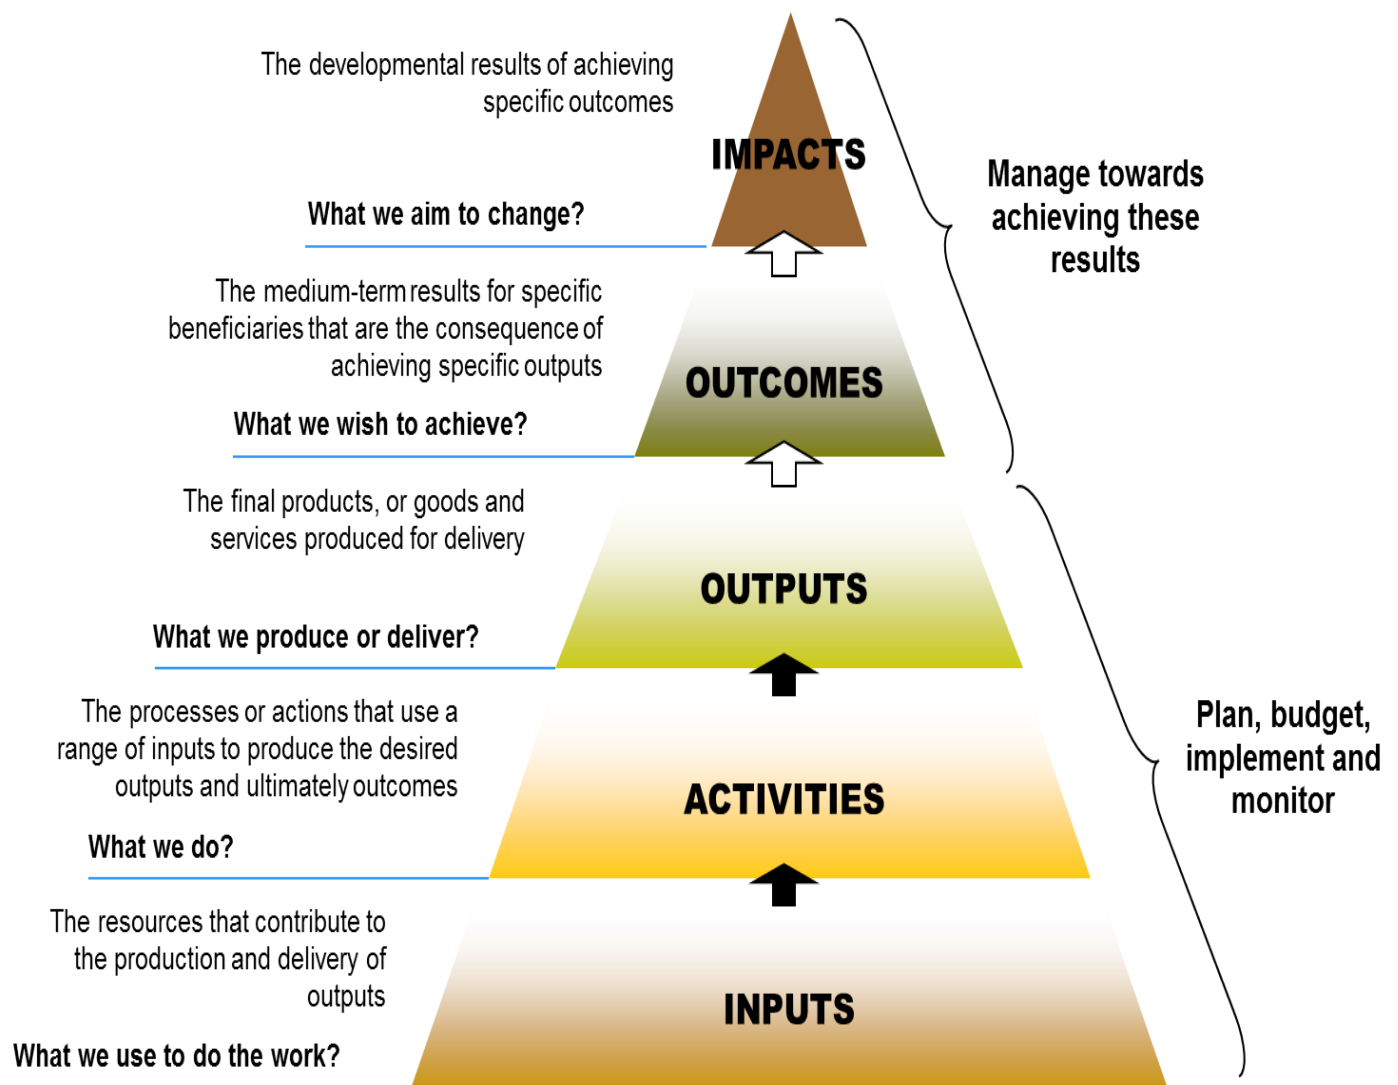 The developmental results of achieving
specific outcomes
IMPACTS
What we aim to change?
Manage towards
achieving these
results
The medium-term results for specific
beneficiaries that are the consequence of
achieving specific outputs
OUTCOMES
What we wish to achieve?
The final products, or goods and
services produced for delivery
OUTPUTS
What we produce or deliver?
The processes or actions that use a
range of inputs to produce the desired
outputs and ultimately outcomes
ACTIVITIES
Plan, budget,
implement and
monitor
What we do?
The resources that contribute to
the production and delivery of
outputs
INPUTS
What we use to do the work?